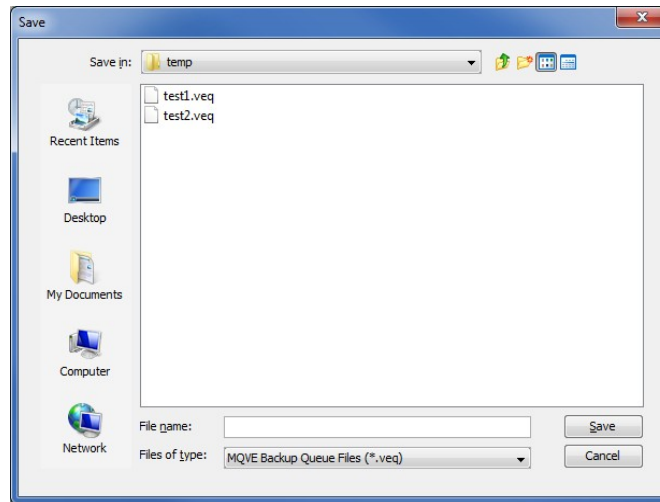 Save
Save in:
temp
test1.veq
test2.veq
Recent Items
Desktop
My Documents
Computer
Network
File name:
Save
Files of type:
MQVE Backup Queue Files (*.veq)
Cancel